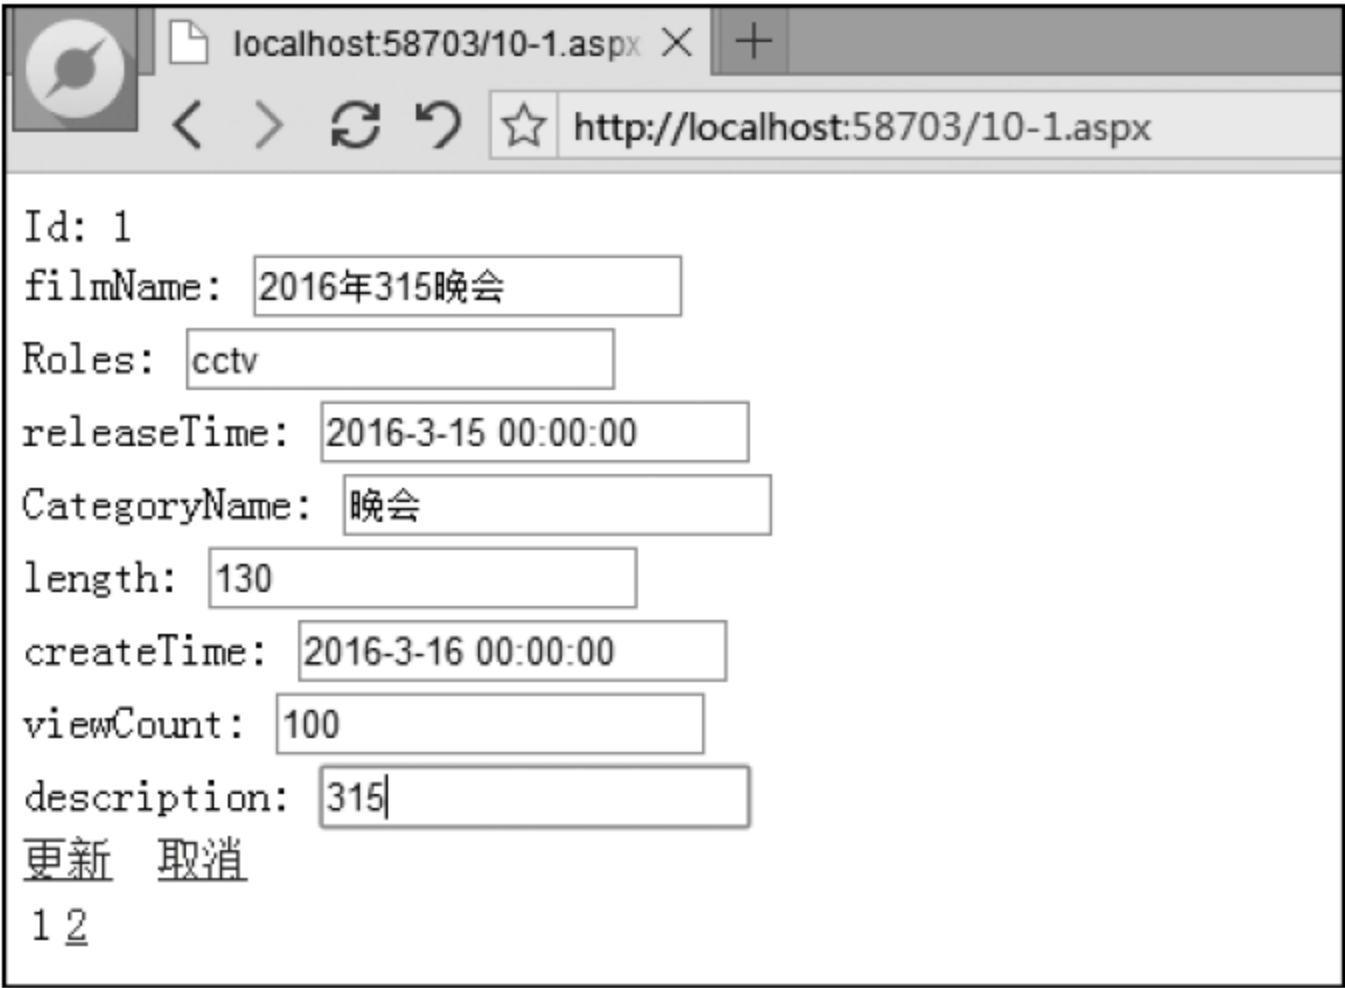 localhost:58703/10-1.aspx
http://localhost:58703/10-1.aspx
Id: 1
filmName: 2016年315晚会
Roles: cctv
releaseTime: 2016-3-15 00:00:00
CategoryName: 晚会
length: 130
createTime: 2016-3-16 00:00:00
viewCount: 100
description: 315
更新 取消
1 2